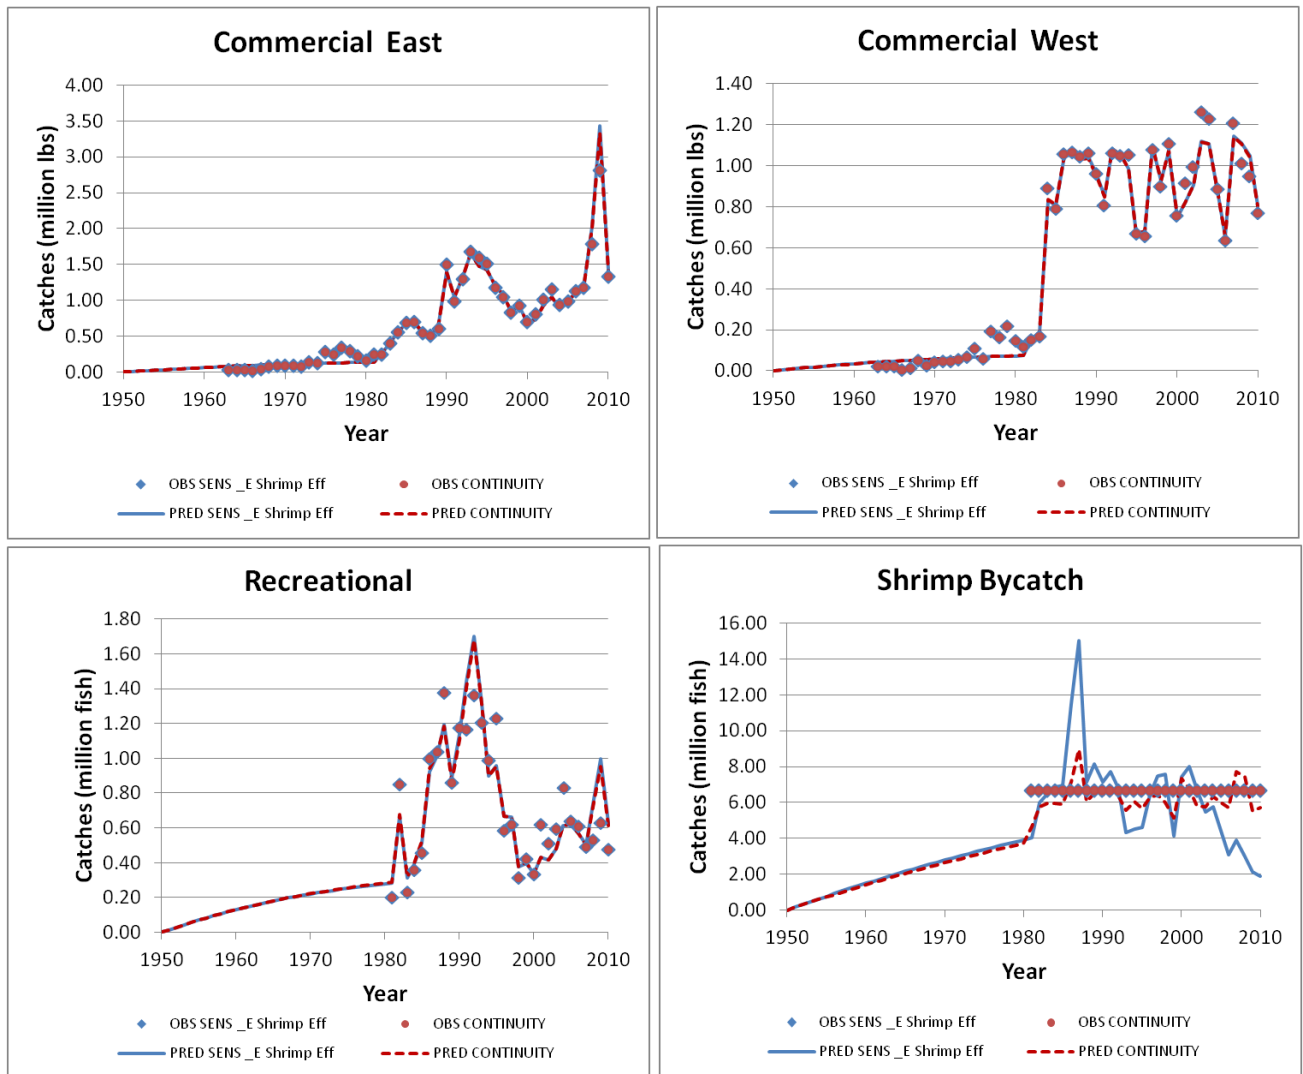 Commercial East
4.00
3.50
3.00
2.50
2.00
1.50
1.00
0.50
0.00
Catches (million lbs)
1950 1960 1970 1980 1990 2000 2010
Year
OBS SENS _E Shrimp Eff OBS CONTINUITY
PRED SENS _E Shrimp Eff PRED CONTINUITY
Commercial West
1.40
1.20
1.00
0.80
0.60
0.40
0.20
0.00
Catches (million lbs)
1950 1960 1970 1980 1990 2000 2010
Year
OBS SENS _E Shrimp Eff OBS CONTINUITY
PRED SENS _E Shrimp Eff PRED CONTINUITY
Recreational
1.80
1.60
1.40
1.20
1.00
0.80
0.60
0.40
0.20
0.00
Catches (million fish)
1950 1960 1970 1980 1990 2000 2010
Year
OBS SENS _E Shrimp Eff OBS CONTINUITY
PRED SENS _E Shrimp Eff PRED CONTINUITY
Shrimp Bycatch
16.00
14.00
12.00
10.00
8.00
6.00
4.00
2.00
0.00
Catches (million fish)
1950 1960 1970 1980 1990 2000 2010
Year
OBS SENS _E Shrimp Eff OBS CONTINUITY
PRED SENS _E Shrimp Eff PRED CONTINUITY